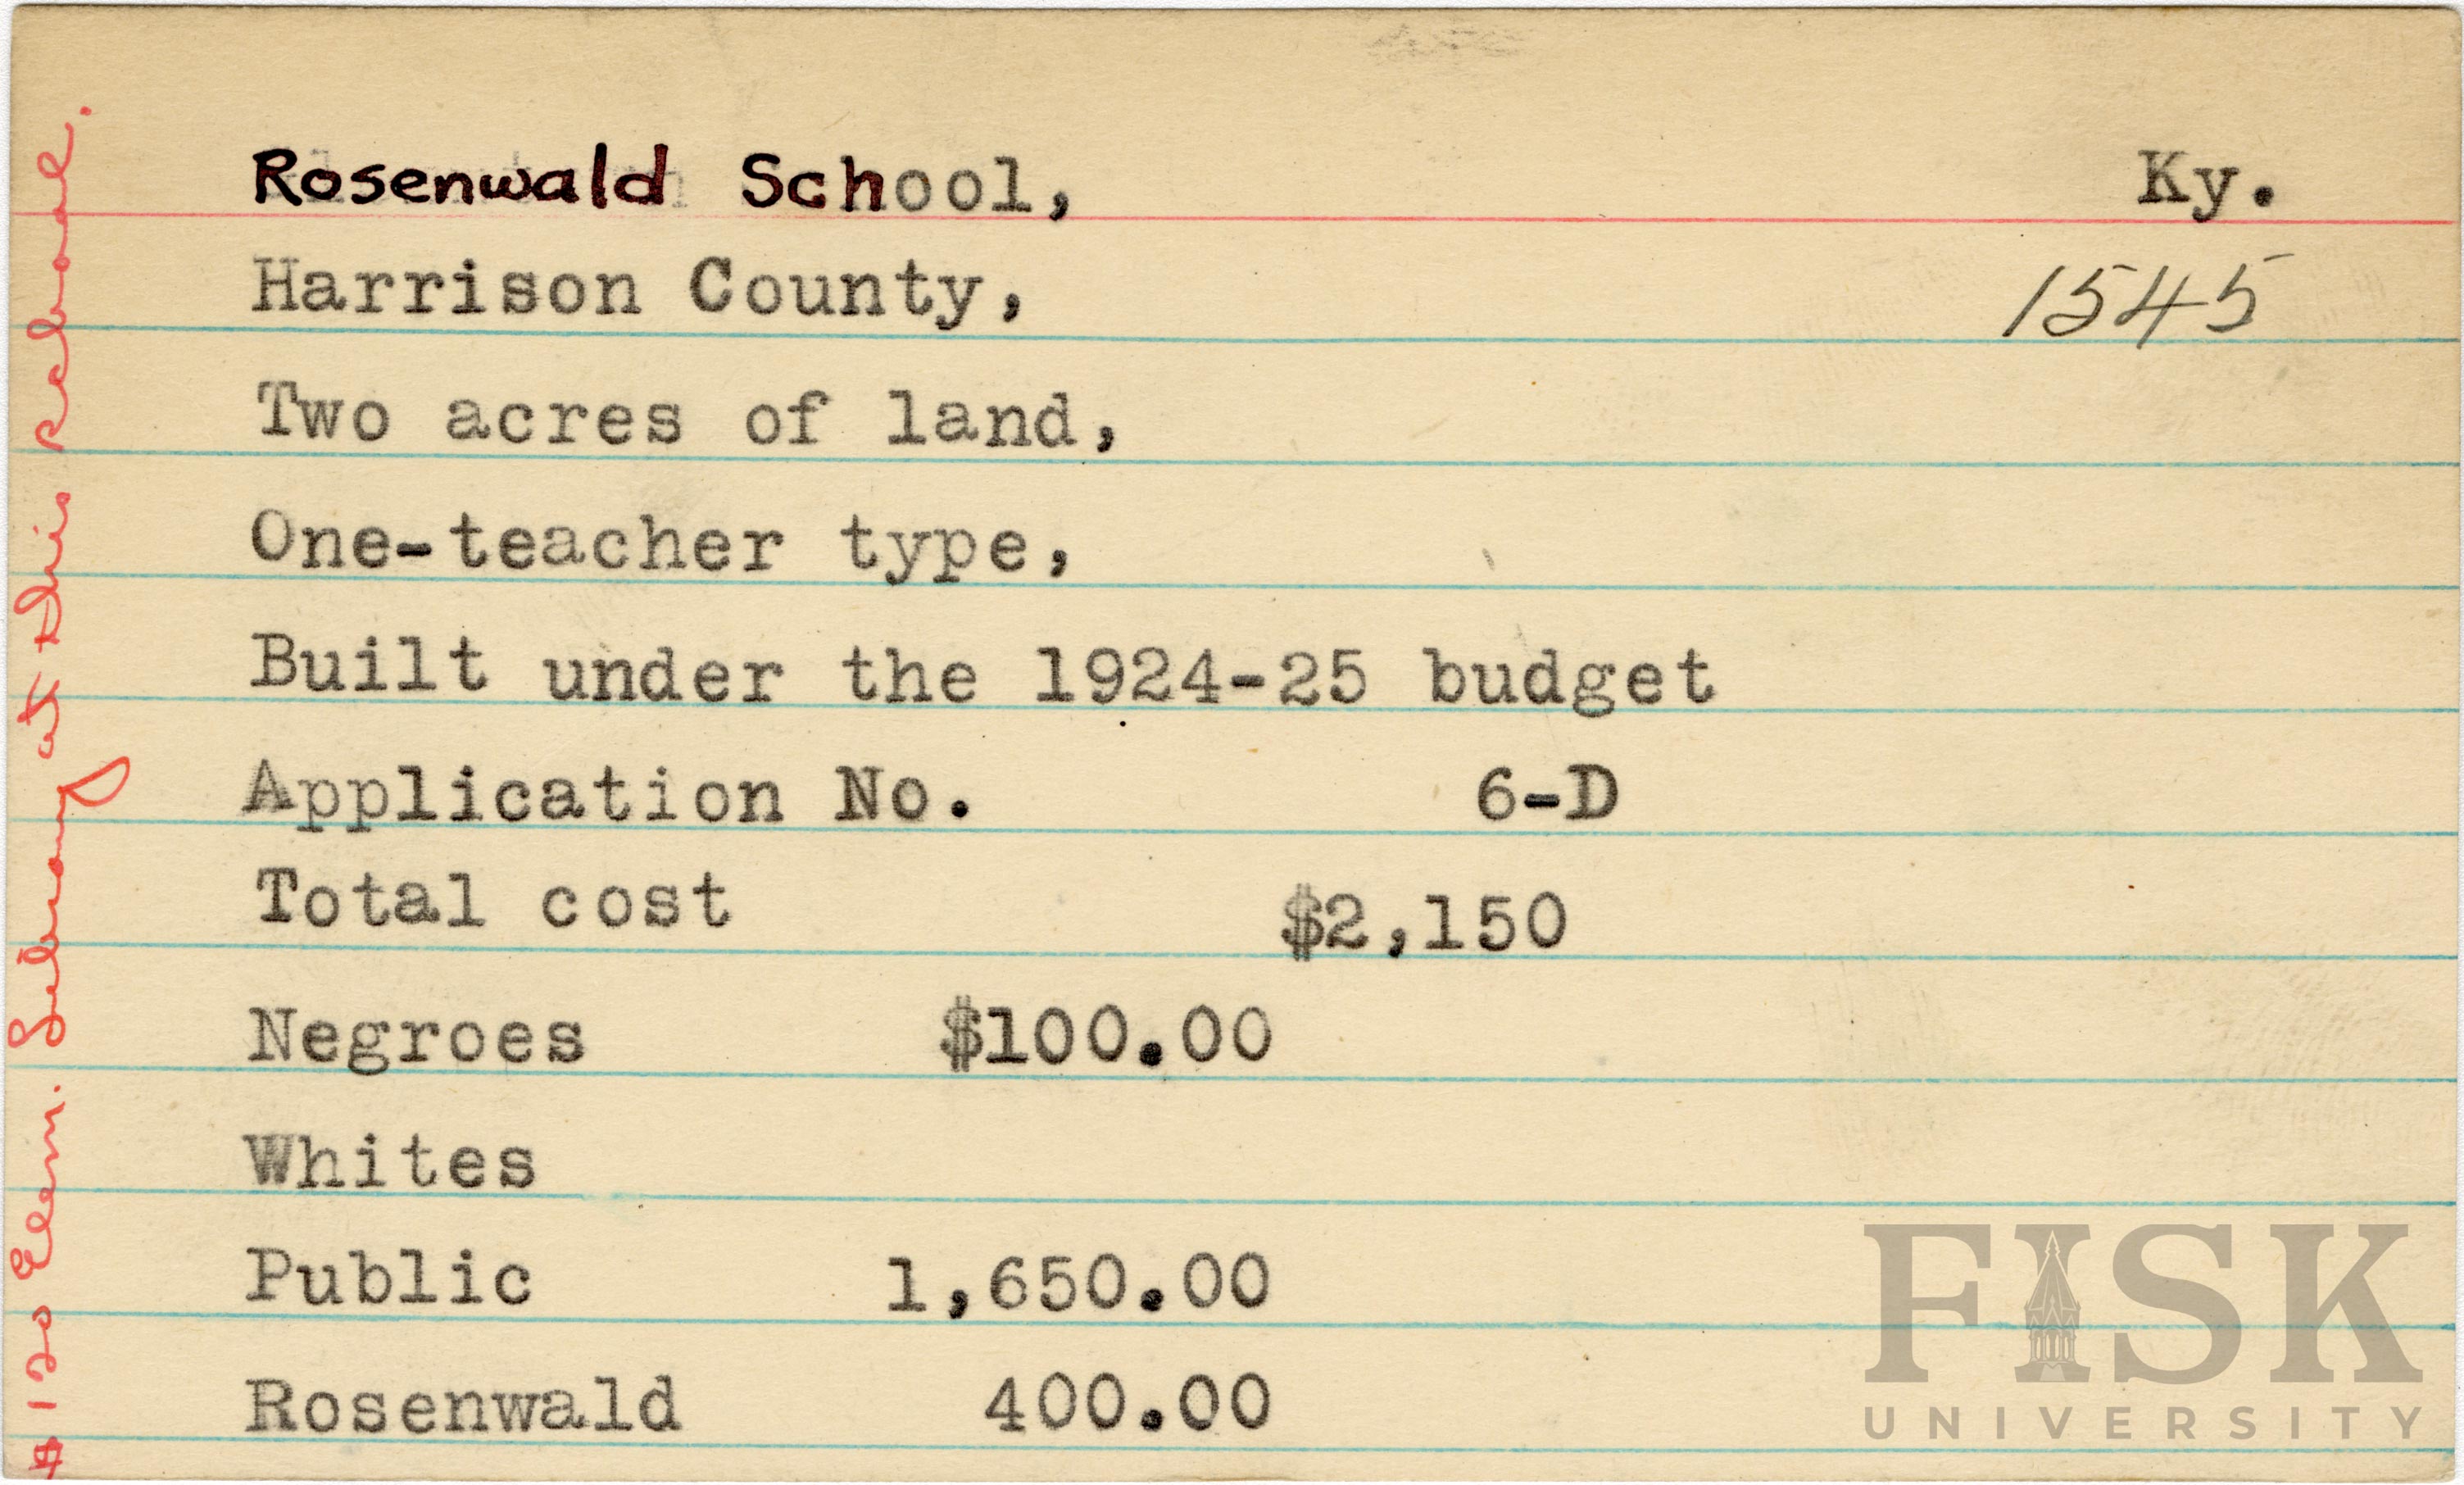 Rosenwald School, Ky.
Harrison County, 1545
Two acres of land,
One-teacher type,
Built under the 1924-25 budget
Application No. 6-D
Total cost $2,150
Negroes $100.00
Whites
Public 1,650.00
Rosenwald 400.00
$120 Elem. Library at this school.
FISK
UNIVERSITY